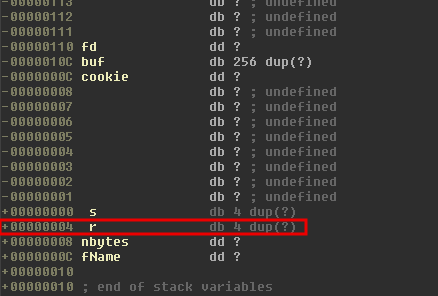 -00000113 db ? ; undefined
-00000112 db ? ; undefined
-00000111 db ? ; undefined
-00000110 fd dd ?
-0000010C buf db 256 dup(?)
-0000000C cookie dd ?
-00000008 db ? ; undefined
-00000007 db ? ; undefined
-00000006 db ? ; undefined
-00000005 db ? ; undefined
-00000004 db ? ; undefined
-00000003 db ? ; undefined
-00000002 db ? ; undefined
-00000001 db ? ; undefined
+00000000 s db 4 dup(?)
+00000004 r db 4 dup(?)
+00000008 nbytes dd ?
+0000000C fName dd ?
+00000010
+00000010 ; end of stack variables